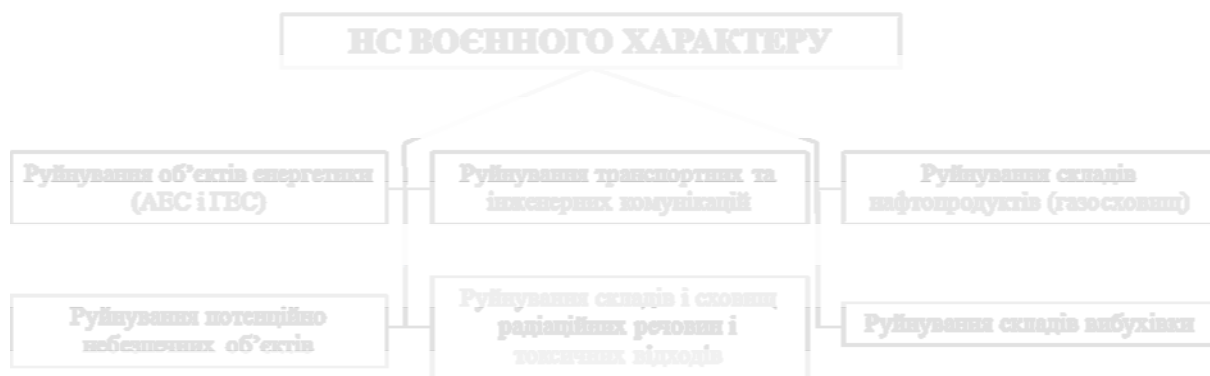 НС ВОЄННОГО ХАРАКТЕРУ
Руйнування об’єктів енергетики
(АЕС і ГЕС)
Руйнування транспортних та
інженерних комунікацій
Руйнування складів
нафтопродуктів (газосховищ)
Руйнування потенційно
небезпечних об’єктів
Руйнування складів і сховищ
радіаційних речовин і
токсичних відходів
Руйнування складів вибухівки